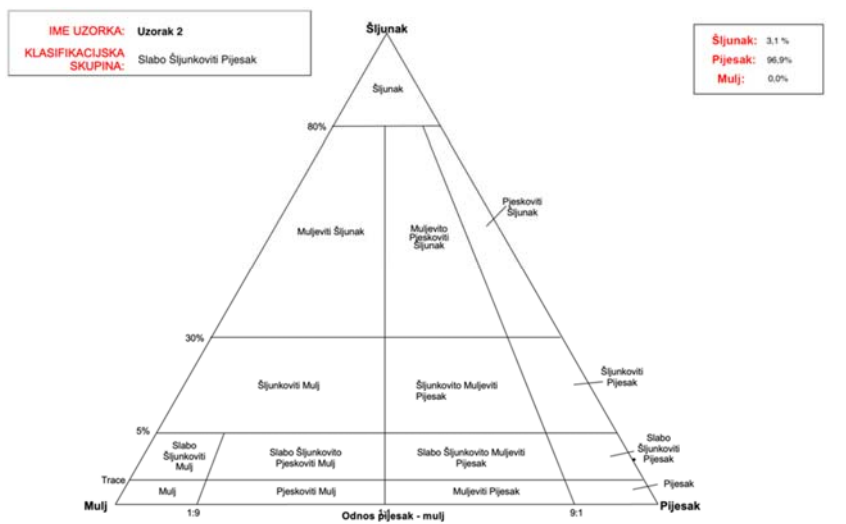 IME UZORKA: Uzorak 2
KLASIFIKACIJSKA
SKUPINA: Slabo Šljunkoviti Pijesak
Šljunak
Šljunak: 3,1 %
Pijesak: 96.9%
Mulj: 0.0%
Šljunak
80%
Pjeskoviti
Šljunak
Muljeviti Šljunak
Muljevito
Pjeskoviti
Šljunak
30%
Šljunkoviti
Pijesak
Šljunkoviti Mulj
Šljunkovito Muljeviti
Pijesak
5%
Slabo
Šljunkoviti
Mulj
Slabo Šljunkovito
Pjeskoviti Mulj
Slabo Šljunkovito Muljeviti
Pijesak
Slabo
Šljunkoviti
Pijesak
Trace
Mulj
Pjeskoviti Mulj
Muljeviti Pijesak
Pijesak
Mulj
Pijesak
1:9
1:1
9:1
Odnos pijesak - mulj